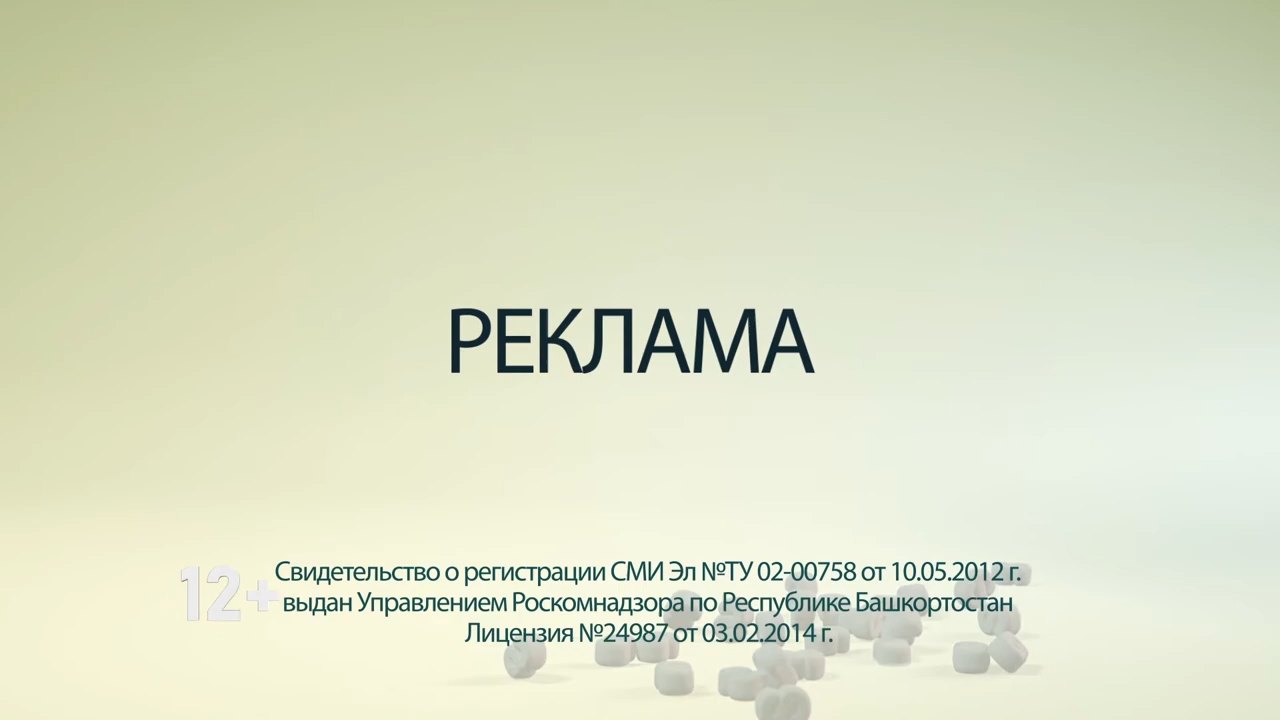 РЕКЛАМА
12+
Свидетельство о регистрации СМИ Эл №ТУ 02-00758 от 10.05.2012 г.
выдан Управлением Роскомнадзора по Республике Башкортостан
Лицензия №24987 от 03.02.2014 г.